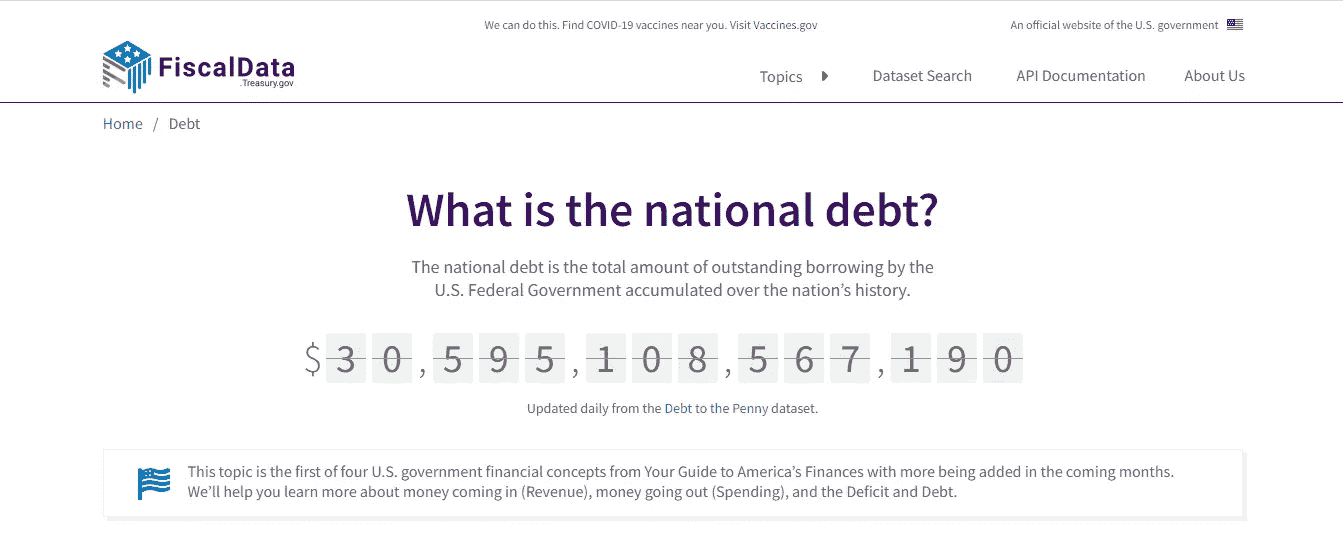 We can do this. Find COVID-19 vaccines near you. Visit Vaccines.gov
An official website of the U.S. government
FiscalData
.Treasury.gov
Topics Dataset Search API Documentation About Us
Home / Debt
What is the national debt?
The national debt is the total amount of outstanding borrowing by the
U.S. Federal Government accumulated over the nation’s history.
$30,595,108,567,190
Updated daily from the Debt to the Penny dataset.
This topic is the first of four U.S. government financial concepts from Your Guide to America’s Finances with more being added in the coming months.
We’ll help you learn more about money coming in (Revenue), money going out (Spending), and the Deficit and Debt.